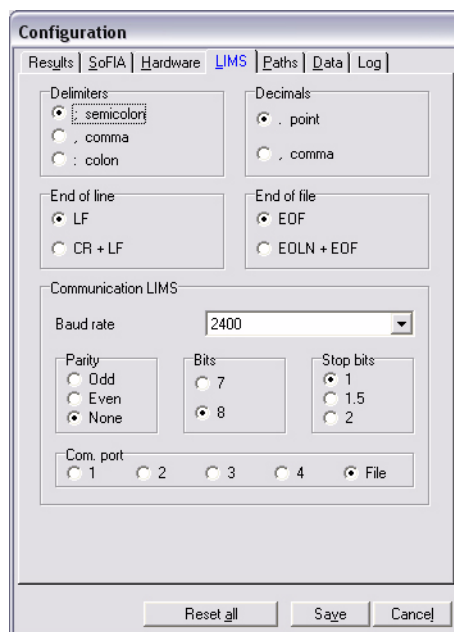 Configuration
Results SoFIA Hardware LIMS Paths Data Log
Delimiters
; semicolon
, comma
: colon
Decimals
. point
, comma
End of line
LF
CR + LF
End of file
EOF
EOLN + EOF
Communication LIMS
Baud rate 2400
Parity
Odd
Even
None
Bits
7
8
Stop bits
1
1.5
2
Com. port
1 2 3 4 File
Reset all Save Cancel